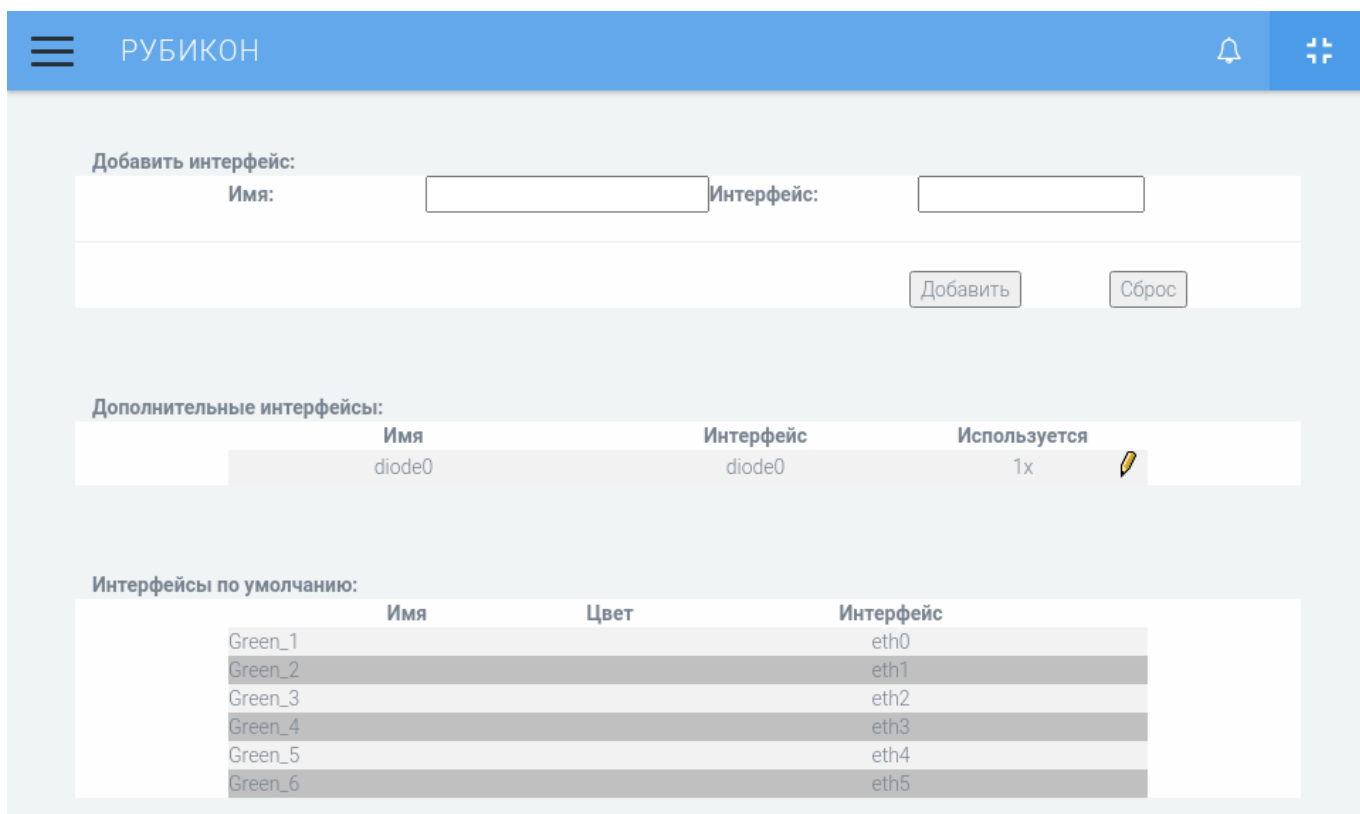 РУБИКОН
Добавить интерфейс:
Имя: Интерфейс:
Добавить Сброс
Дополнительные интерфейсы:
Имя Интерфейс Используется
diode0 diode0 1x
Интерфейсы по умолчанию:
Имя Цвет Интерфейс
Green_1 eth0
Green_2 eth1
Green_3 eth2
Green_4 eth3
Green_5 eth4
Green_6 eth5